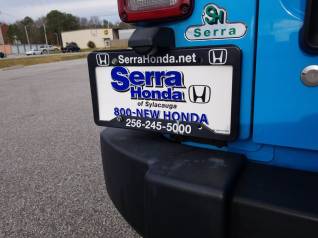 SH
Serra
SerraHonda.net
Serra
Honda
of Sylacauga
800-NEW HONDA
256-245-5000